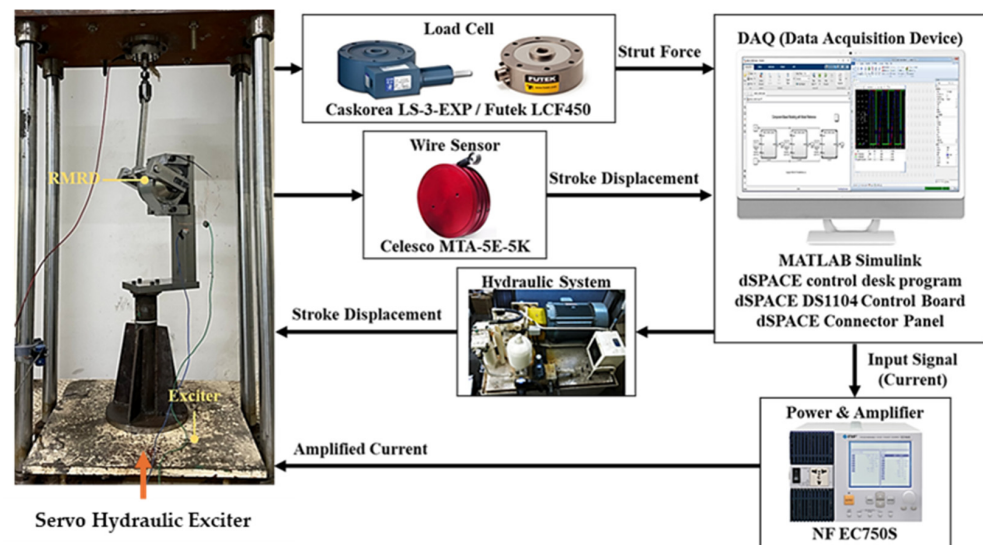 Load Cell
FUTEK
Caskorea LS-3-EXP / Futek LCF450
Strut Force
DAQ (Data Acquisition Device)
Wire Sensor
RMRD
Stroke Displacement
Celesco MTA-5E-5K
MATLAB Simulink
dSPACE control desk program
dSPACE DS1104 Control Board
dSPACE Connector Panel
Hydraulic System
Stroke Displacement
Input Signal
(Current)
Exciter
Power & Amplifier
Amplified Current
Servo Hydraulic Exciter
NF EC750S